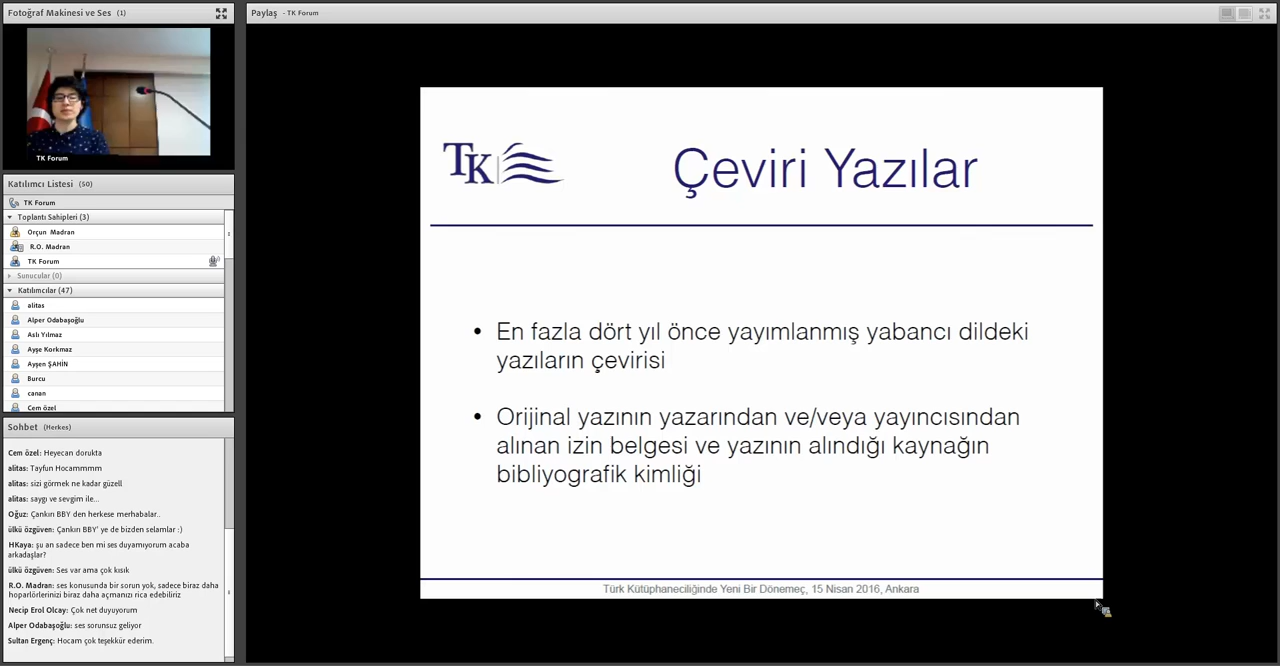 Fotoğraf Makinesi ve Ses (1)
TK Forum
Katılımcı Listesi (50)
TK Forum
Toplantı Sahipleri (3)
Orçun Madran
R.O. Madran
TK Forum
Sunucular (0)
Katılımcılar (47)
alitas
Alper Odabaşoğlu
Aslı Yılmaz
Ayşe Korkmaz
Ayşen ŞAHİN
Burcu
canan
Cem özel
Sohbet (Herkes)
Cem özel: Heyecan dorukta
alitas: Tayfun Hocammmm
alitas: sizi görmek ne kadar güzell
alitas: saygı ve sevgim ile...
Oğuz: Çankırı BBY den herkese merhabalar..
ülkü özgüven: Çankırı BBY' ye de bizden selamlar :)
HKaya: şu an sadece ben mi ses duyamıyorum acaba
arkadaşlar?
ülkü özgüven: Ses var ama çok kısık
R.O. Madran: ses konusunda bir sorun yok, sadece biraz daha
hoparlörlerinizi biraz daha açmanızı rica edebiliriz
Necip Erol Olcay: Çok net duyuyorum
Alper Odabaşoğlu: ses sorunsuz geliyor
Sultan Ergenç: Hocam çok teşekkür ederim.
Paylaş - TK Forum
TK
Çeviri Yazılar
• En fazla dört yıl önce yayımlanmış yabancı dildeki
yazıların çevirisi
• Orijinal yazının yazarından ve/veya yayıncısından
alınan izin belgesi ve yazının alındığı kaynağın
bibliyografik kimliği
Türk Kütüphaneciliğinde Yeni Bir Dönemeç, 15 Nisan 2016, Ankara